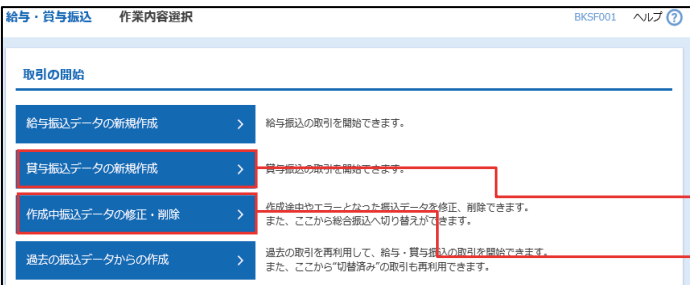 給与・賞与振込 作業内容選択 BKSF001 ヘルプ ?
取引の開始
給与振込データの新規作成
給与振込の取引を開始できます。
賞与振込データの新規作成
賞与振込の取引を開始できます。
作成中振込データの修正・削除
作成途中やエラーとなった振込データを修正、削除できます。
また、ここから総合振込へ切り替えができます。
過去の振込データからの作成
過去の取引を再利用して、給与・賞与振込の取引を開始できます。
また、ここから"切替済み"の取引も再利用できます。